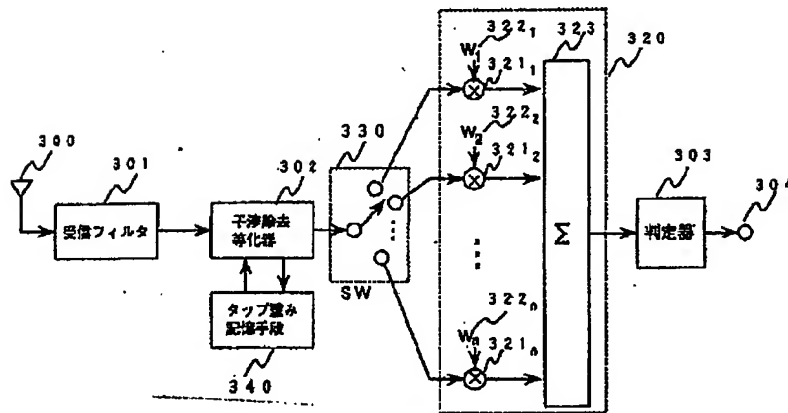 300
301
受信フィルタ
302
干渉除去
等化器
タップ重み
記憶手段
340
330
SW
W1
322₁
321₁
W2
322₂
321₂
Wn
322n
321n
323
Σ
320
303
判定器
304